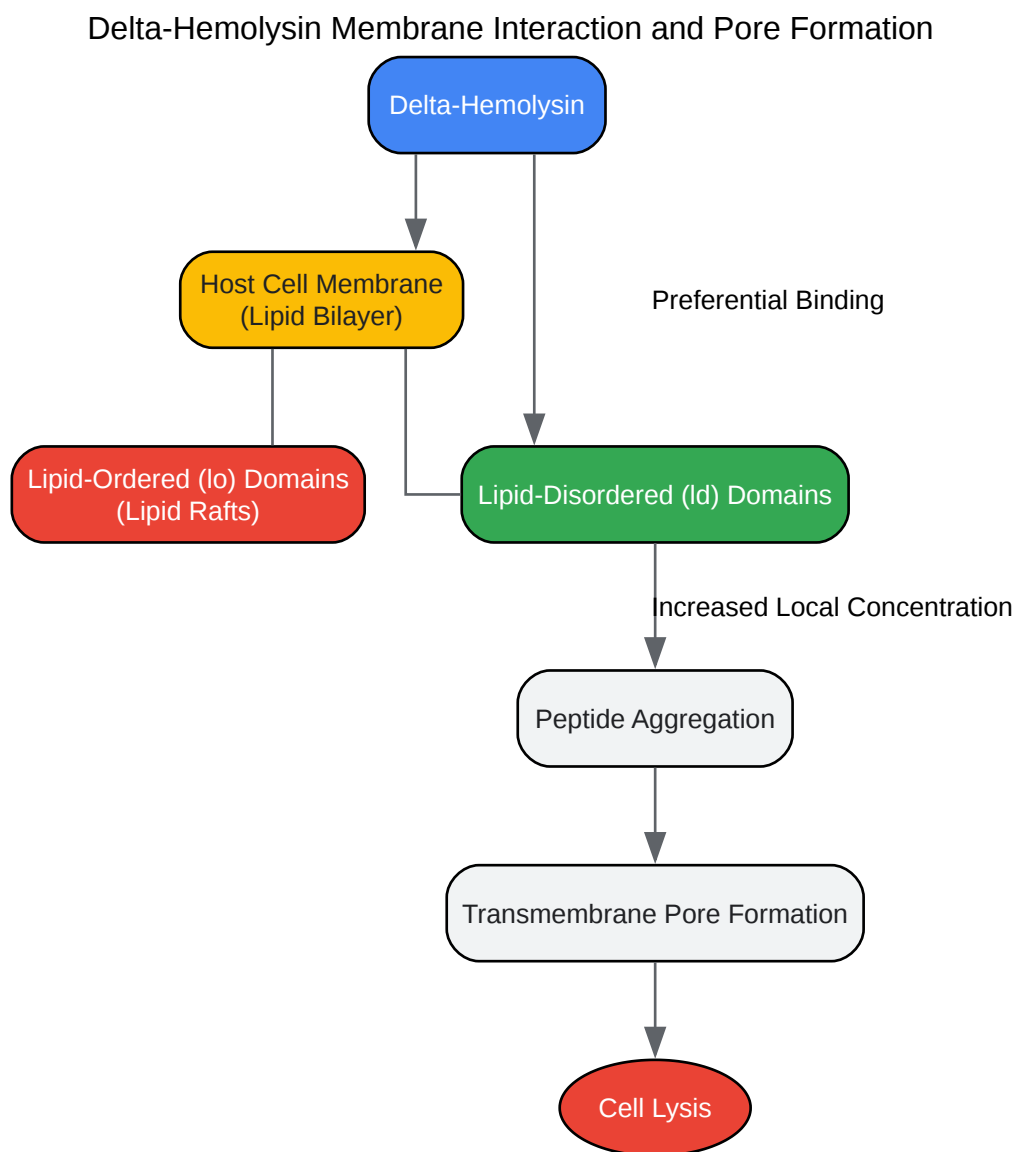 Delta-Hemolysin Membrane Interaction and Pore Formation
Delta-Hemolysin
Host Cell Membrane
(Lipid Bilayer)
Preferential Binding
Lipid-Ordered (lo) Domains
(Lipid Rafts)
Lipid-Disordered (ld) Domains
Increased Local Concentration
Peptide Aggregation
Transmembrane Pore Formation
Cell Lysis